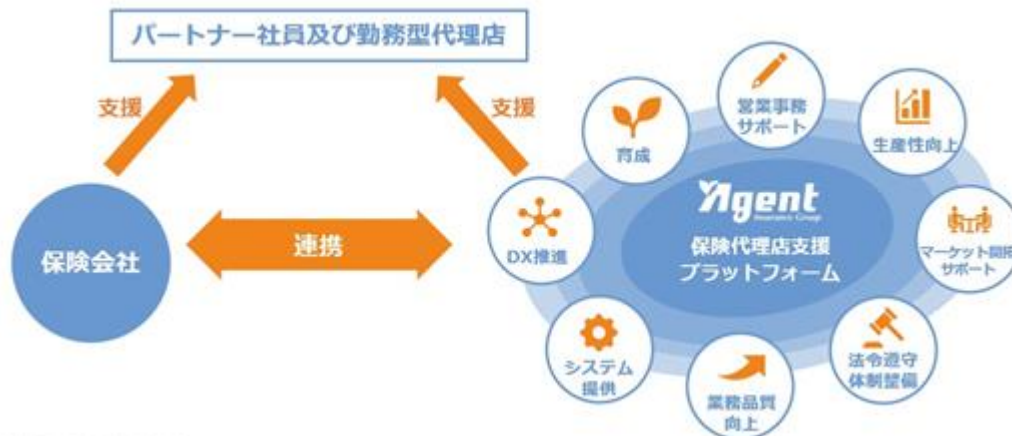 パートナー社員及び勤務型代理店
支援
支援
保険会社
連携
育成
営業事務
サポート
生産性向上
DX推進
Agent
Insurance Group
保険代理店支援
プラットフォーム
マーケット開拓
サポート
システム
提供
業務品質
向上
法令遵守
体制整備